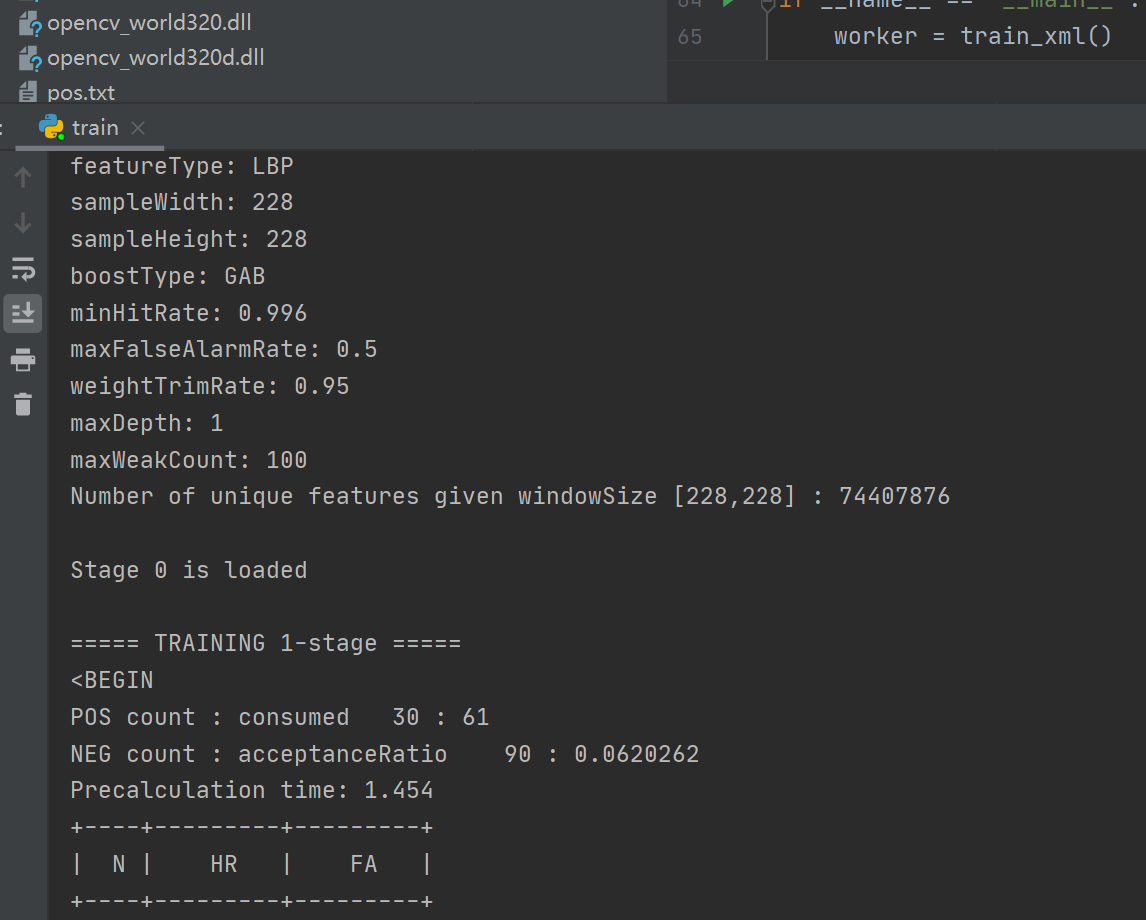 opencv_world320.dll
opencv_world320d.dll
pos.txt
64 if __name__ == '__main__':
65 worker = train_xml()
: train ×
featureType: LBP
sampleWidth: 228
sampleHeight: 228
boostType: GAB
minHitRate: 0.996
maxFalseAlarmRate: 0.5
weightTrimRate: 0.95
maxDepth: 1
maxWeakCount: 100
Number of unique features given windowSize [228,228] : 74407876
Stage 0 is loaded
===== TRAINING 1-stage =====
<BEGIN
POS count : consumed   30 : 61
NEG count : acceptanceRatio    90 : 0.0620262
Precalculation time: 1.454
+----+---------+---------+
|  N |    HR   |    FA   |
+----+---------+---------+